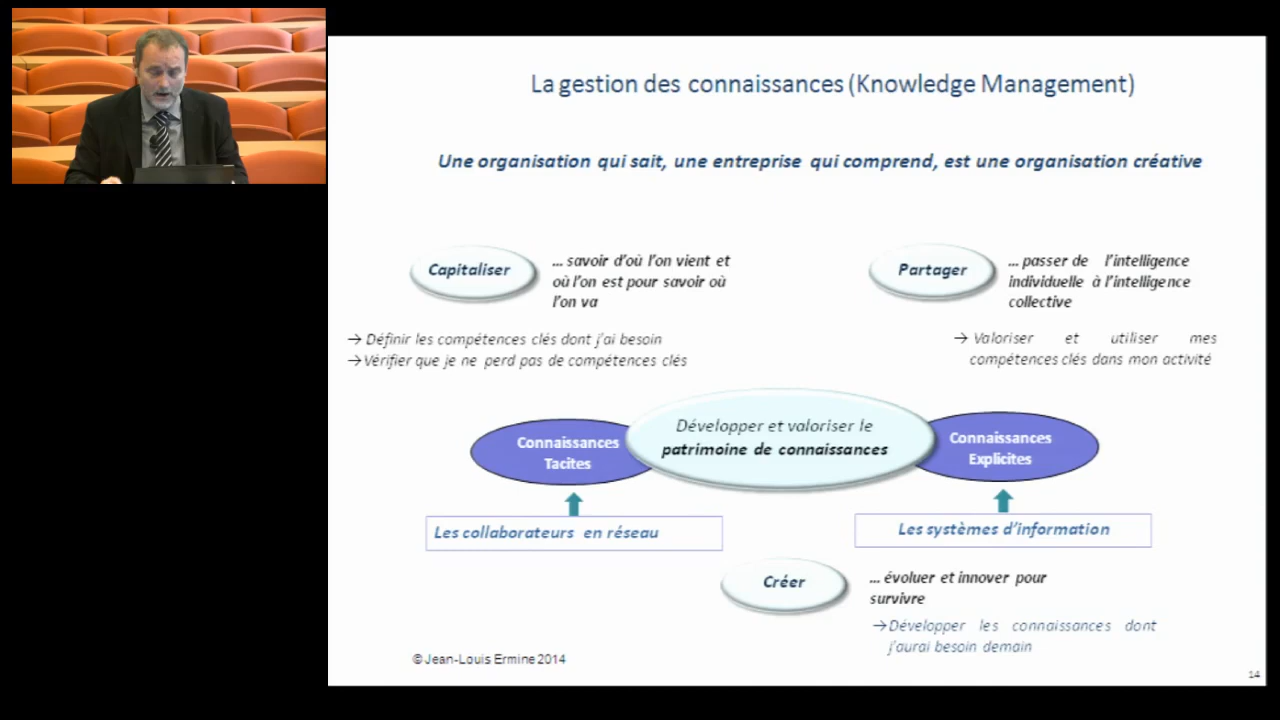 La gestion des connaissances (Knowledge Management)
Une organisation qui sait, une entreprise qui comprend, est une organisation créative
Capitaliser
... savoir d'où l'on vient et
où l'on est pour savoir où
l'on va
→ Définir les compétences clés dont j'ai besoin
→Vérifier que je ne perd pas de compétences clés
Partager
... passer de l'intelligence
individuelle à l'intelligence
collective
→ Valoriser et utiliser mes
compétences clés dans mon activité
Développer et valoriser le
patrimoine de connaissances
Connaissances
Tacites
Connaissances
Explicites
Les collaborateurs en réseau
Les systèmes d'information
Créer
... évoluer et innover pour
survivre
→Développer les connaissances dont
j'aurai besoin demain
© Jean-Louis Ermine 2014
14